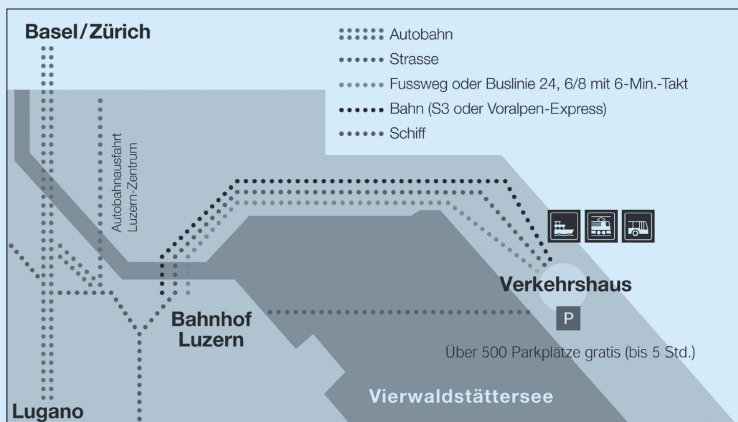 Basel/Zürich
Autobahn
Strasse
Fussweg oder Buslinie 24, 6/8 mit 6-Min.-Takt
Bahn (S3 oder Voralpen-Express)
Schiff
Autobahnausfahrt
Luzern-Zentrum
Verkehrshaus
P
Bahnhof
Luzern
Über 500 Parkplätze gratis (bis 5 Std.)
Vierwaldstättersee
Lugano